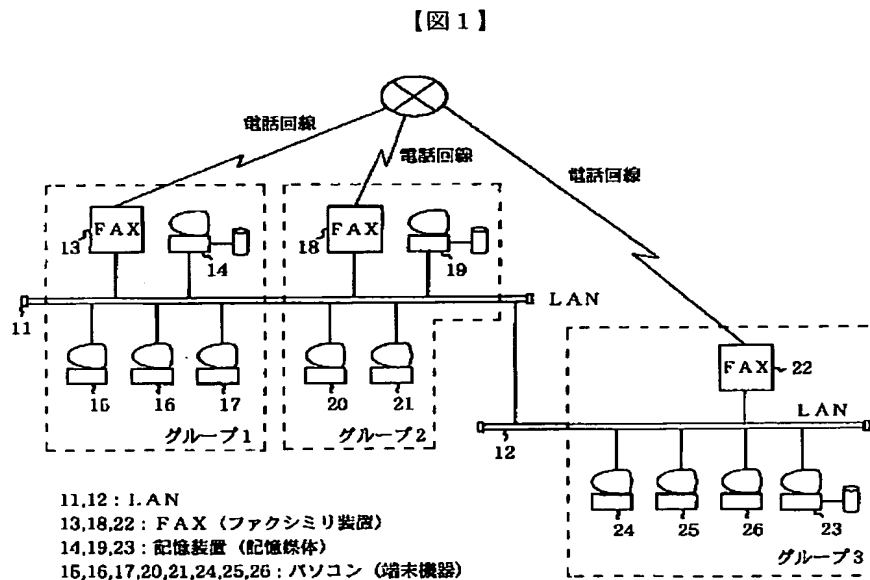 【図1】
電話回線
電話回線
電話回線
FAX
13
14
FAX
18
19
11
LAN
15
16
17
20
21
グループ1
グループ2
FAX
22
LAN
12
24
25
26
23
グループ3
11,12:LAN
13,18,22:FAX(ファクシミリ装置)
14,19,23:記憶装置(記憶媒体)
15,16,17,20,21,24,25,26:パソコン(端末機器)